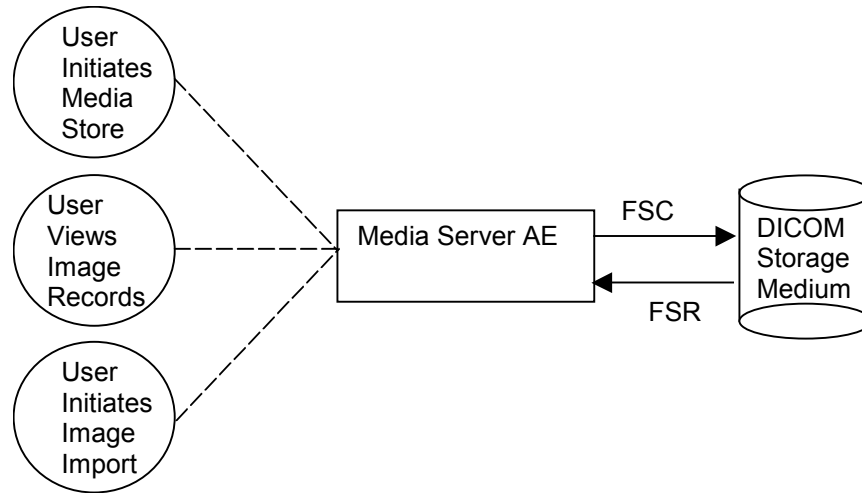 User
Initiates
Media
Store
User
Views
Image
Records
User
Initiates
Image
Import
Media Server AE
FSC
FSR
DICOM
Storage
Medium